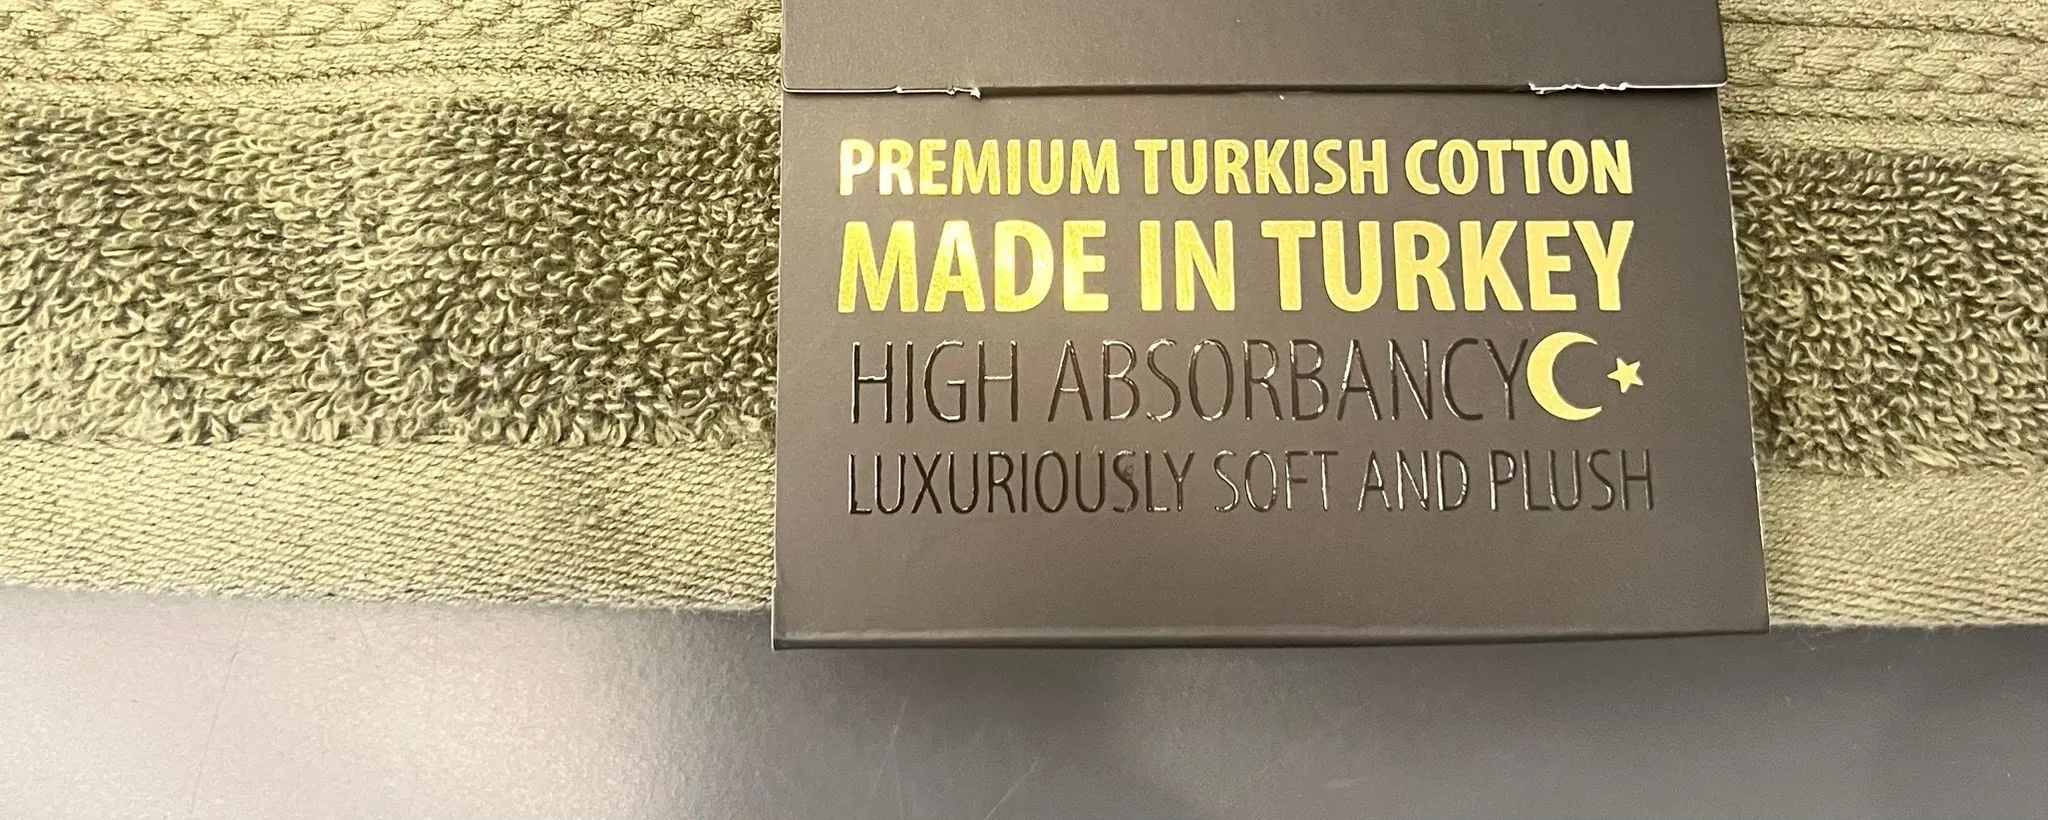 PREMIUM TURKISH COTTON
MADE IN TURKEY
HIGH ABSORBANCY
LUXURIOUSLY SOFT AND PLUSH